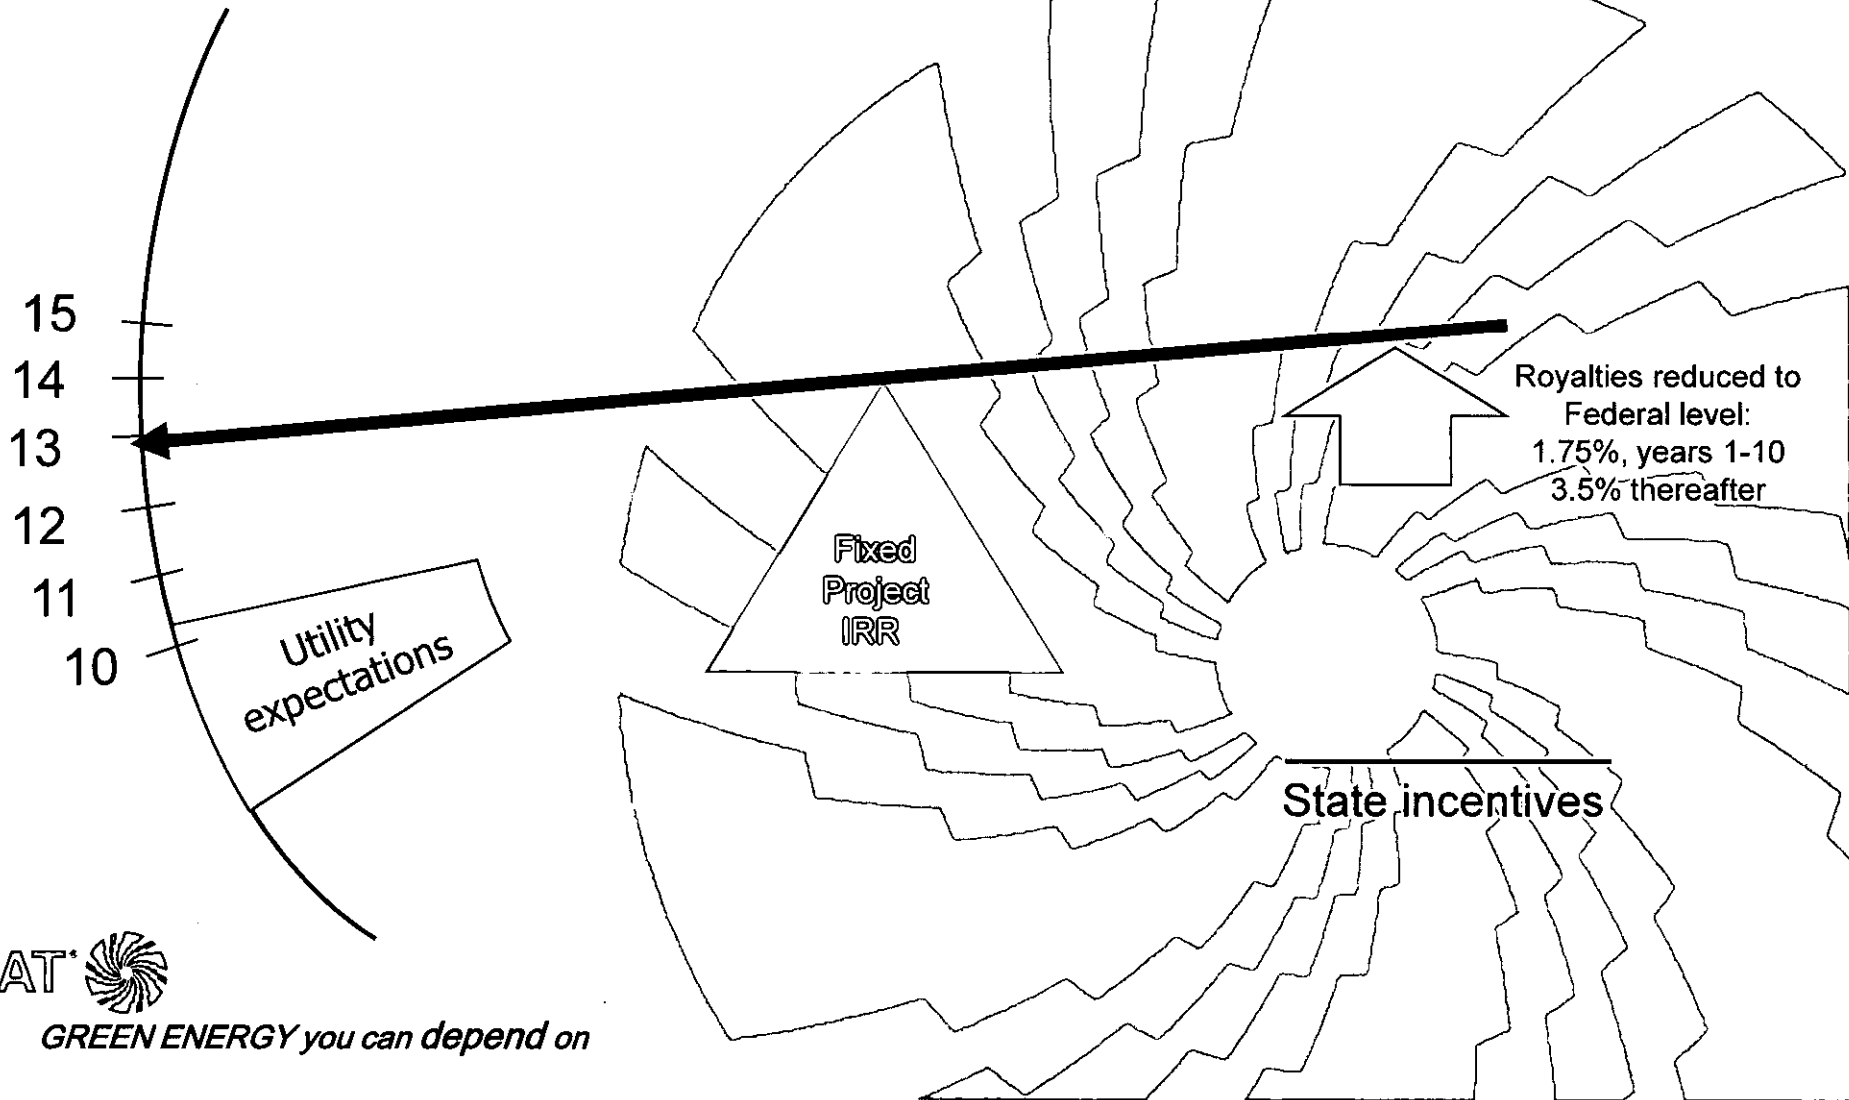 15
14
13
12
11
10
Utility
expectations
Fixed
Project
IRR
Royalties reduced to
Federal level:
1.75%, years 1-10
3.5% thereafter
State incentives
AT
GREEN ENERGY you can depend on